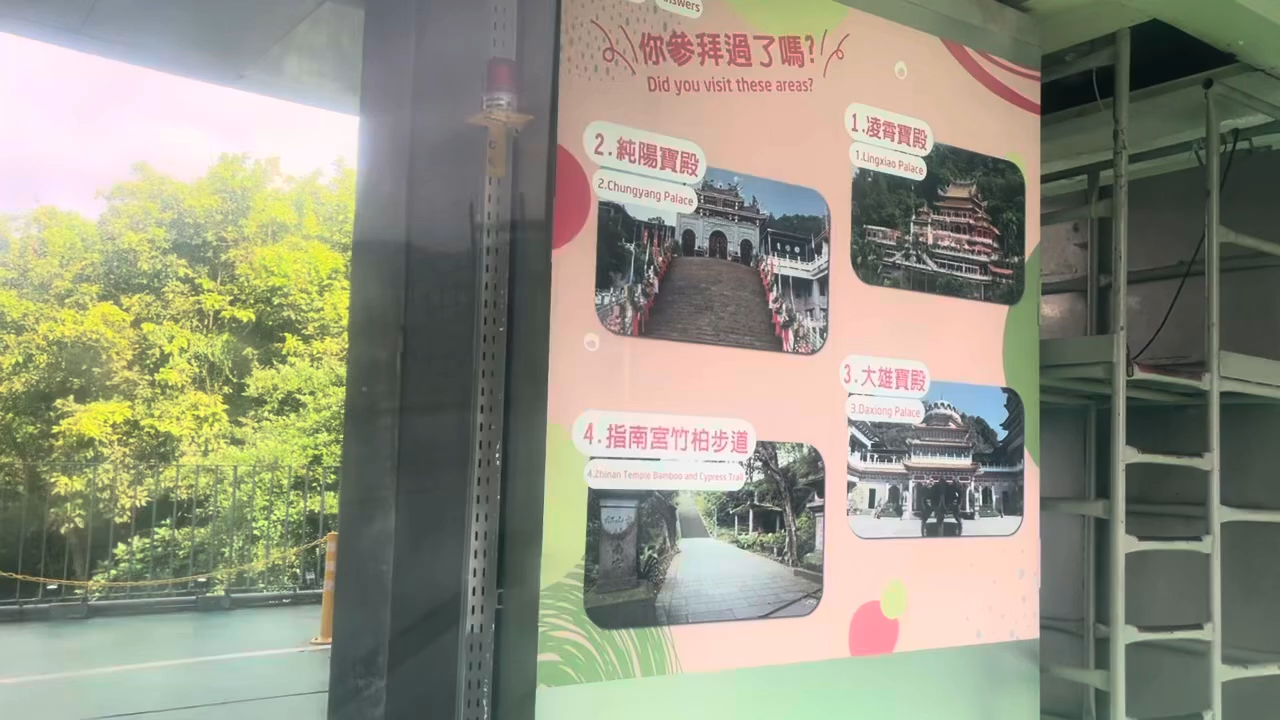 Answers
你參拜過了嗎?
Did you visit these areas?
1.凌霄寶殿
1.Lingxiao Palace
2.純陽寶殿
2.Chungyang Palace
3.大雄寶殿
3.Daxiong Palace
4.指南宮竹柏步道
4.Zhinan Temple Bamboo and Cypress Trail